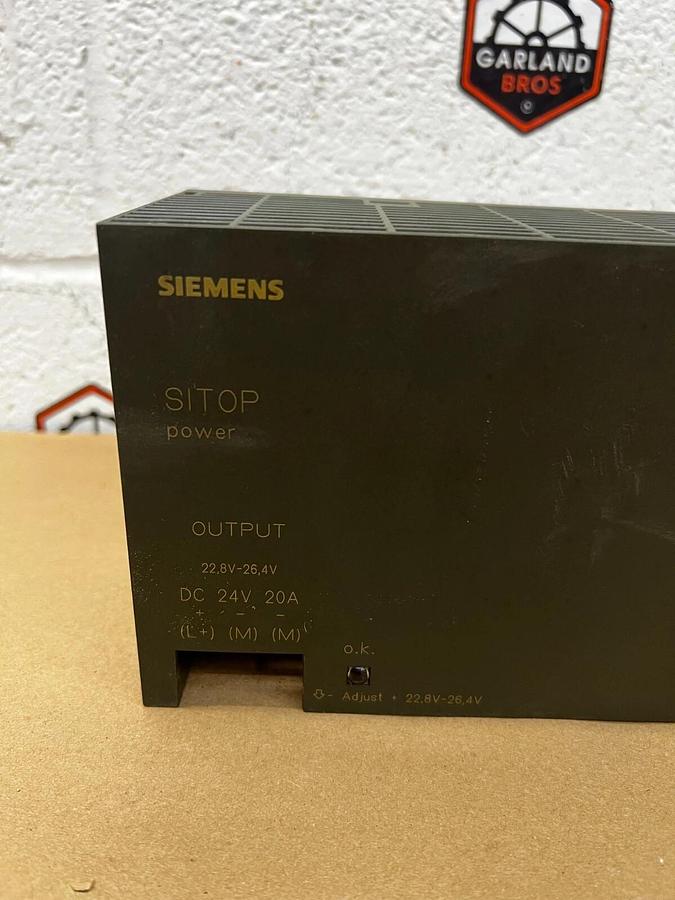 GARLAND
BROS
©
SIEMENS
SITOP
power
OUTPUT
22,8V-26,4V
DC 24V 20A
+ - -
(L+) (M) (M)
o.k.
- Adjust + 22,8V-26,4V